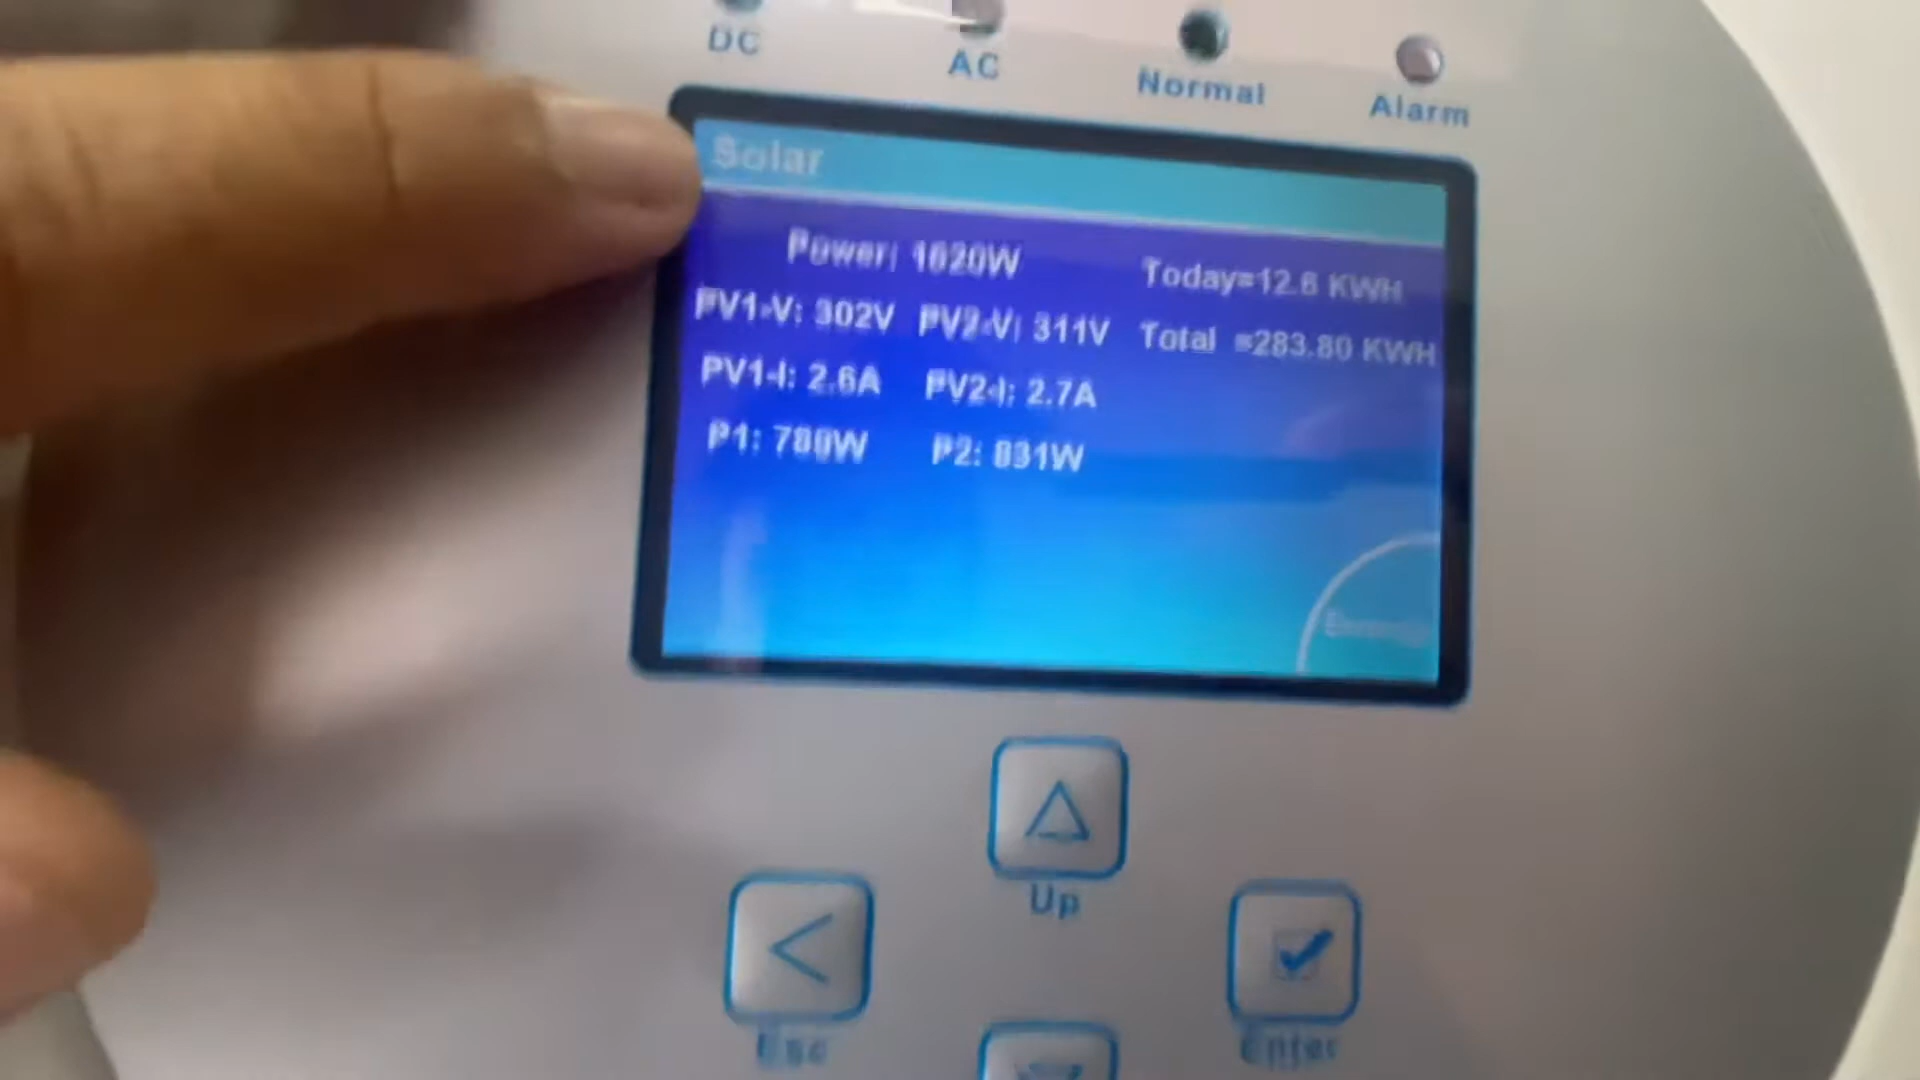 DC
AC
Normal
Alarm
Solar
Power: 1620W
Today=12.6 KWH
PV1-V: 302V PV2-V: 311V
Total =283.80 KWH
PV1-I: 2.6A PV2-I: 2.7A
P1: 780W P2: 831W
Energy
Up
Esc
Enter